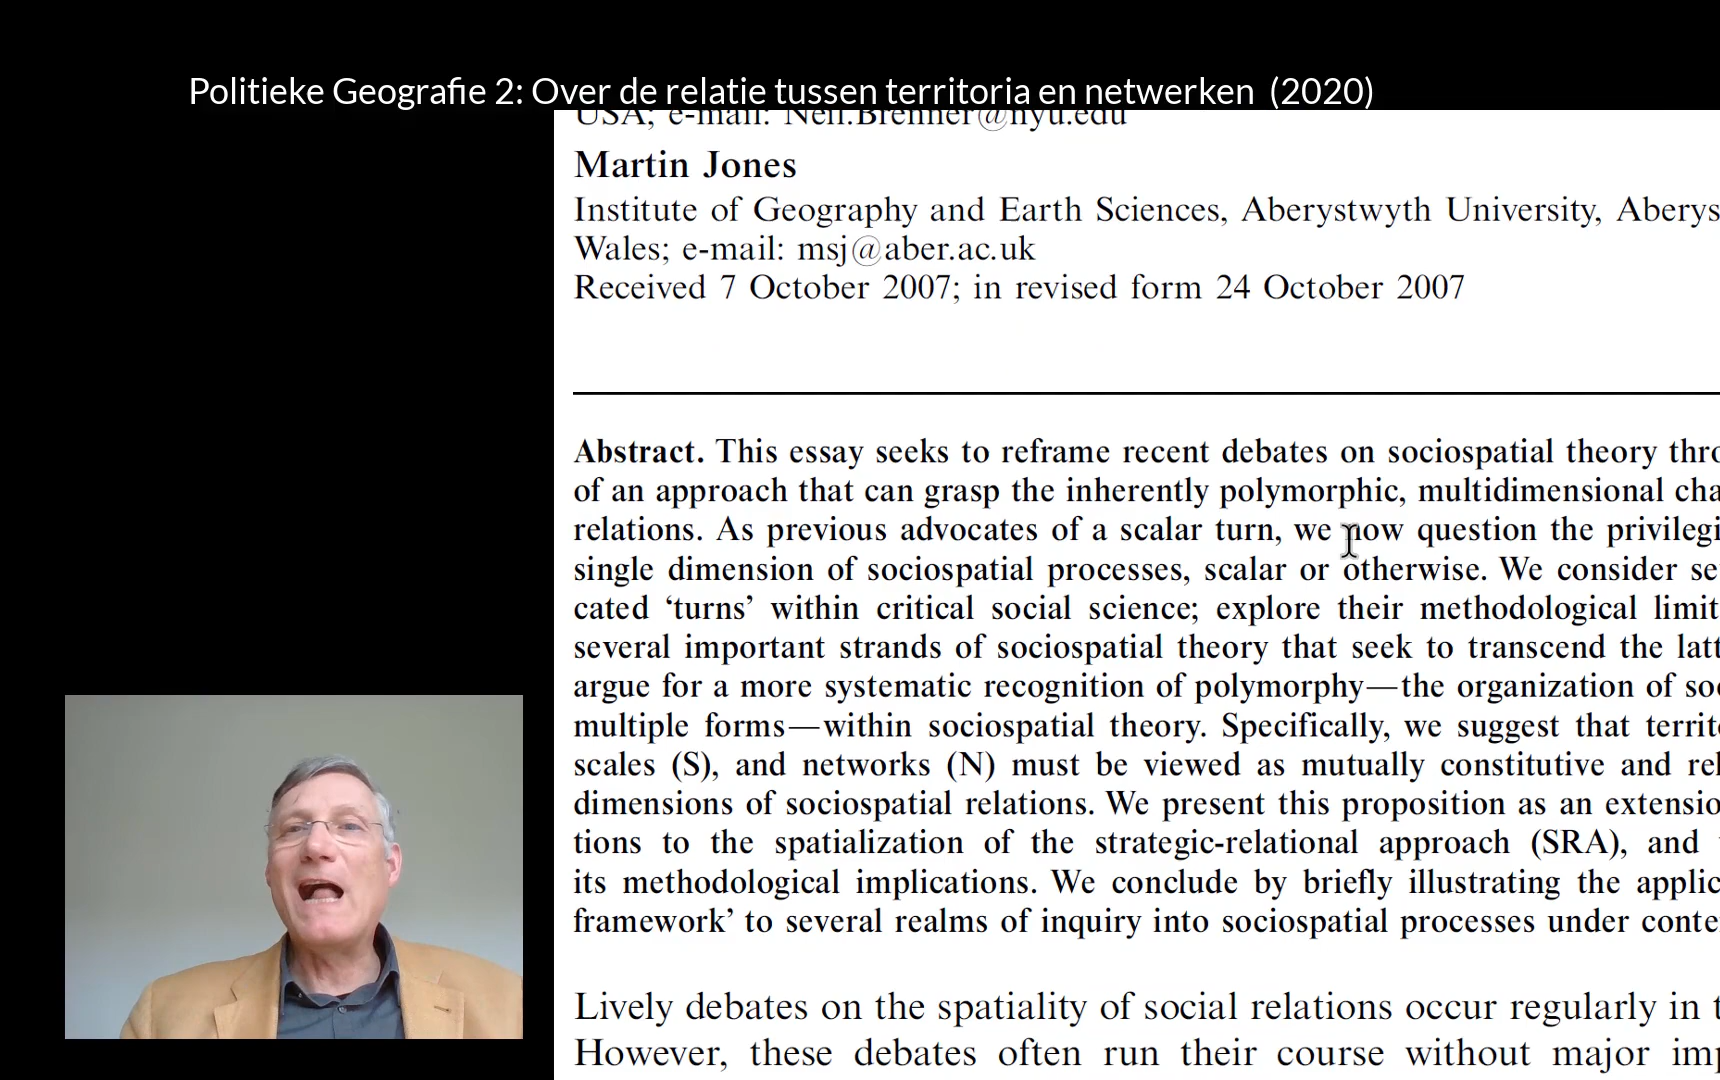 Politieke Geografie 2: Over de relatie tussen territoria en netwerken (2020)
USA; e-mail: Neil.Brenner@nyu.edu
Martin Jones
Institute of Geography and Earth Sciences, Aberystwyth University, Aberys
Wales; e-mail: msj@aber.ac.uk
Received 7 October 2007; in revised form 24 October 2007
Abstract. This essay seeks to reframe recent debates on sociospatial theory thro
of an approach that can grasp the inherently polymorphic, multidimensional cha
relations. As previous advocates of a scalar turn, we now question the privilegi
single dimension of sociospatial processes, scalar or otherwise. We consider se
cated ‘turns’ within critical social science; explore their methodological limit
several important strands of sociospatial theory that seek to transcend the latt
argue for a more systematic recognition of polymorphy—the organization of soc
multiple forms—within sociospatial theory. Specifically, we suggest that territo
scales (S), and networks (N) must be viewed as mutually constitutive and rel
dimensions of sociospatial relations. We present this proposition as an extensio
tions to the spatialization of the strategic-relational approach (SRA), and
its methodological implications. We conclude by briefly illustrating the applic
framework’ to several realms of inquiry into sociospatial processes under conte
Lively debates on the spatiality of social relations occur regularly in t
However, these debates often run their course without major imp